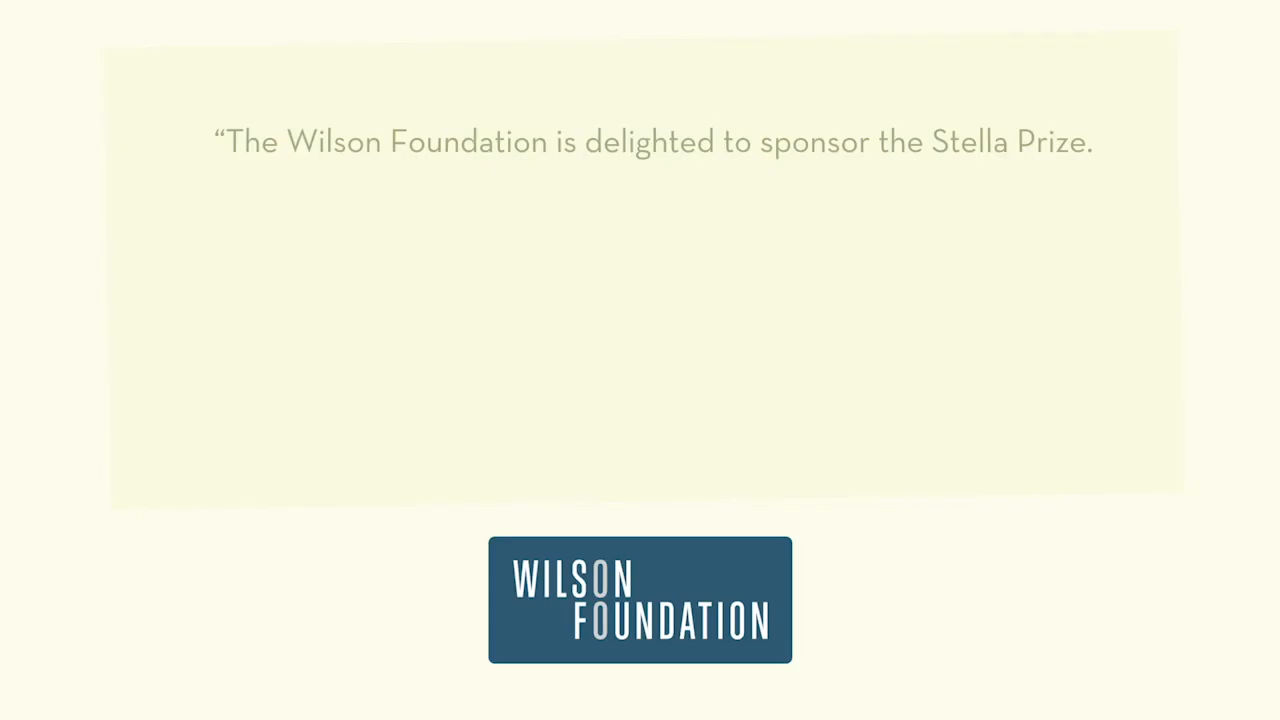 “The Wilson Foundation is delighted to sponsor the Stella Prize.
WILSON
FOUNDATION